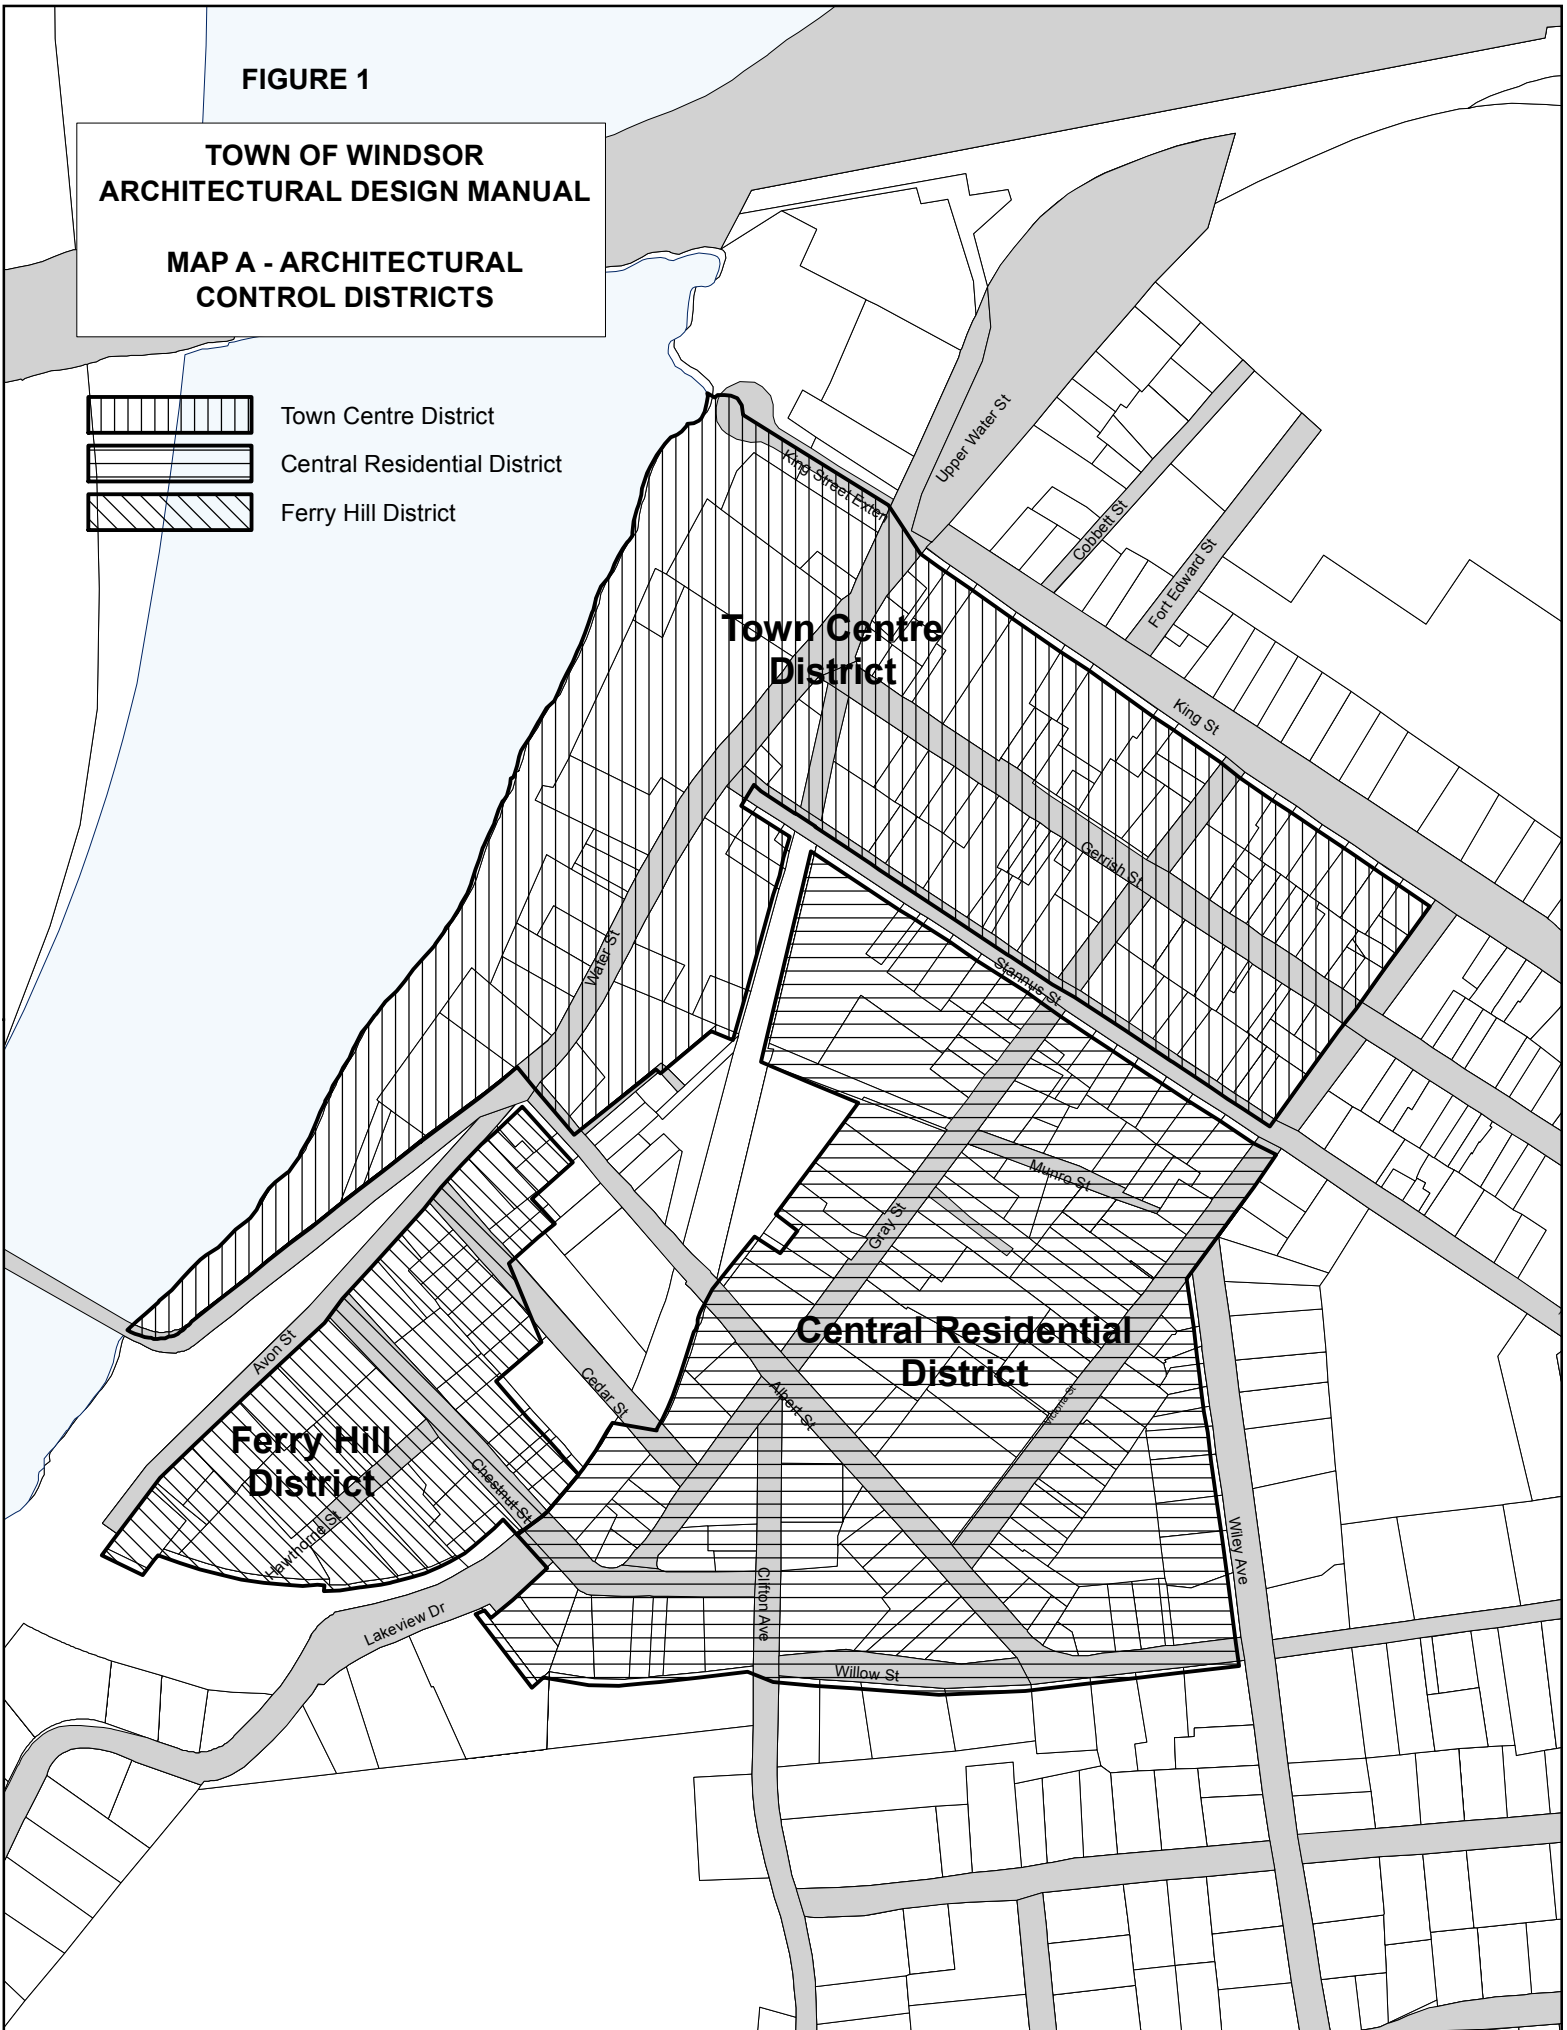 FIGURE 1
TOWN OF WINDSOR
ARCHITECTURAL DESIGN MANUAL
MAP A - ARCHITECTURAL
CONTROL DISTRICTS
Town Centre District
Central Residential District
Ferry Hill District
Upper Water St
King Street Exten
Cobbett St
Fort Edward St
Town Centre
District
King St
Gerrish St
Water St
Stannus St
Munro St
Gray St
Central Residential
District
Avon St
Cedar St
Albert St
Victoria St
Ferry Hill
District
Chestnut St
Hawthorne St
Wiley Ave
Clifton Ave
Lakeview Dr
Willow St